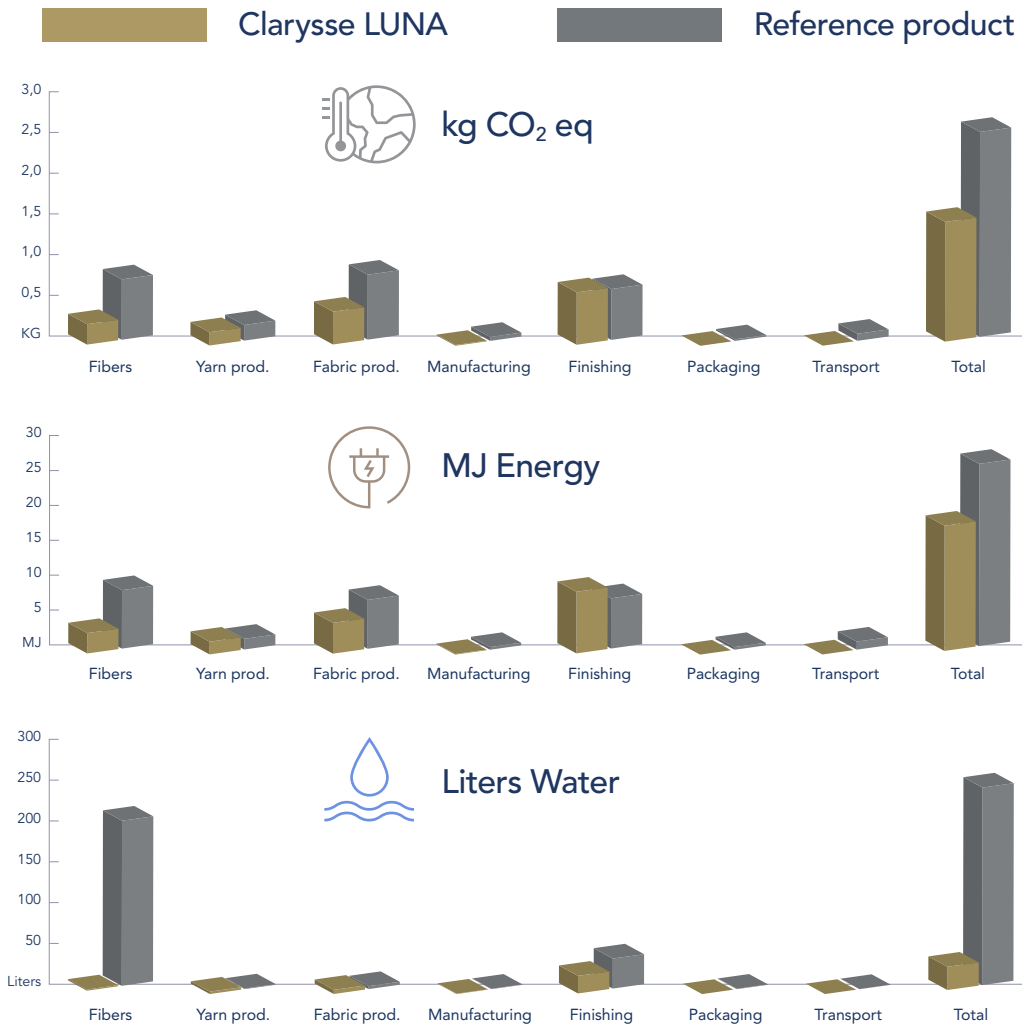 Clarysse LUNA
Reference product
kg CO₂ eq
3,0
2,5
2,0
1,5
1,0
0,5
KG
Fibers
Yarn prod.
Fabric prod.
Manufacturing
Finishing
Packaging
Transport
Total
MJ Energy
30
25
20
15
10
5
MJ
Fibers
Yarn prod.
Fabric prod.
Manufacturing
Finishing
Packaging
Transport
Total
Liters Water
300
250
200
150
100
50
Liters
Fibers
Yarn prod.
Fabric prod.
Manufacturing
Finishing
Packaging
Transport
Total